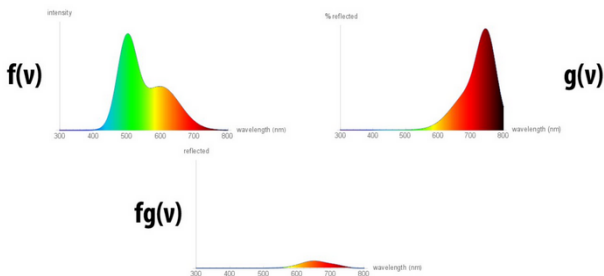 intensity
f(v)
300 400 500 600 700 800
wavelength (nm)
% reflected
g(v)
300 400 500 600 700 800
wavelength (nm)
reflected
fg(v)
300 400 500 600 700 800
wavelength (nm)